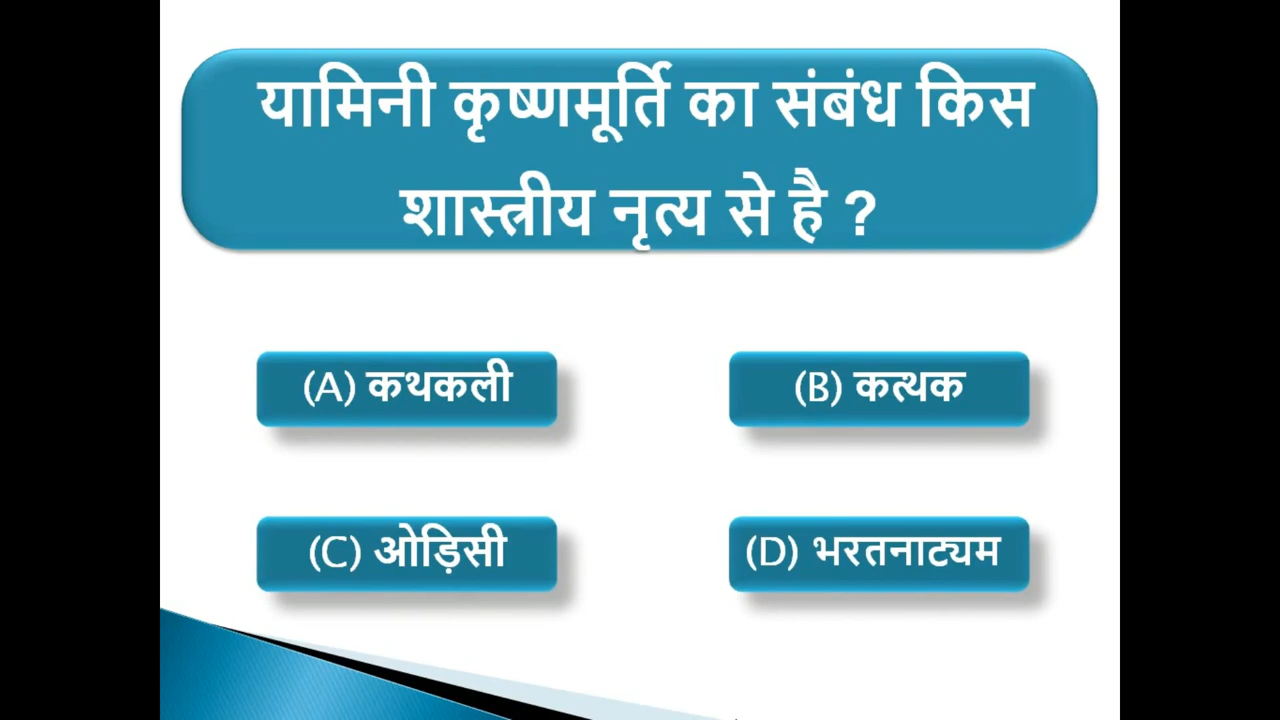 यामिनी कृष्णमूर्ति का संबंध किस
शास्त्रीय नृत्य से है ?
(A) कथकली
(B) कत्थक
(C) ओड़िसी
(D) भरतनाट्यम